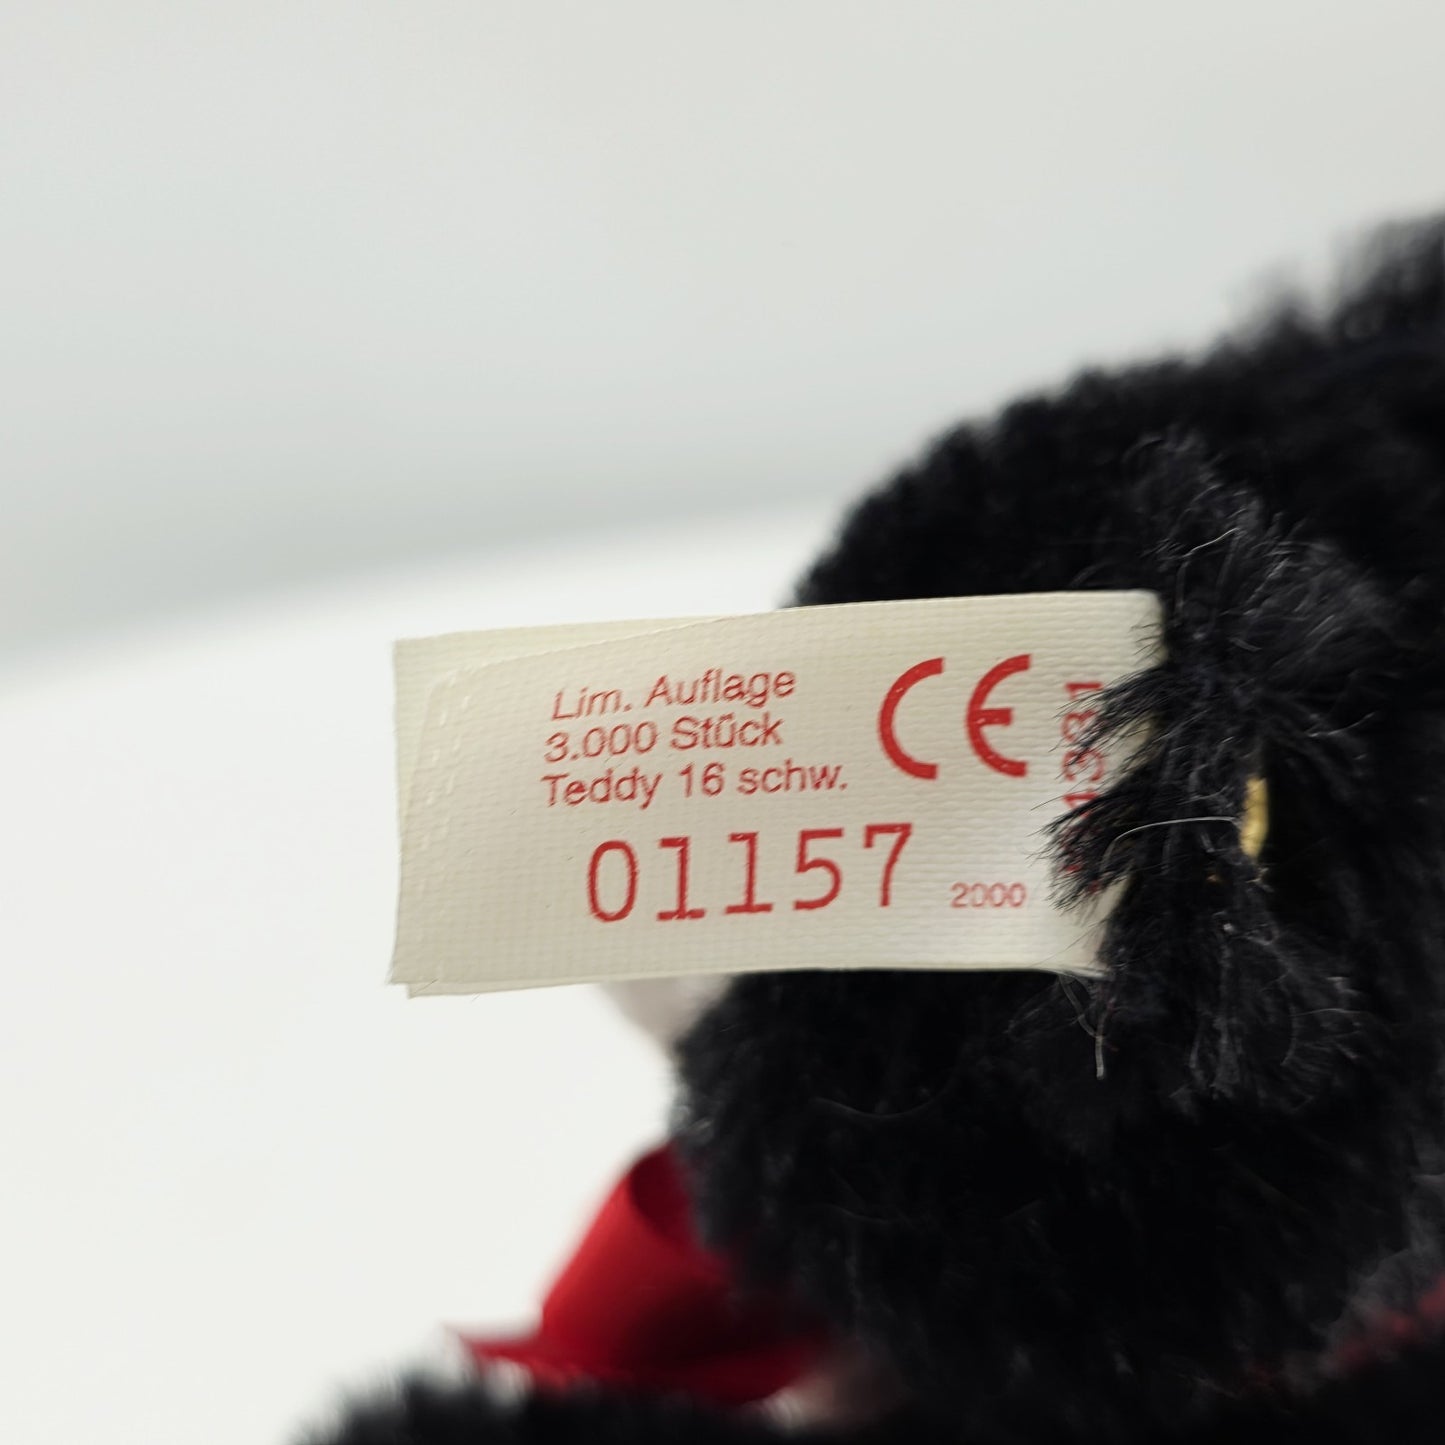 Lim. Auflage
3.000 Stück
Teddy 16 schw.
CE
01157
2000